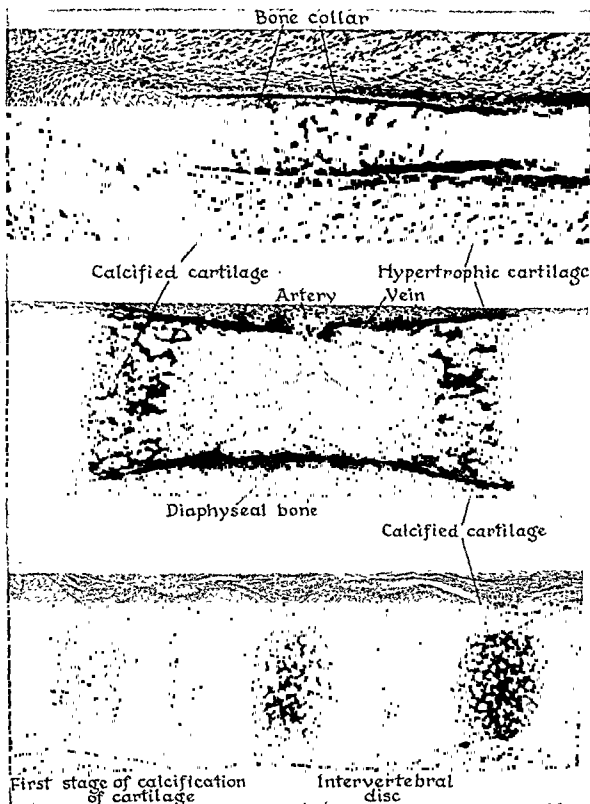 Bone collar
Calcified cartilage
Hypertrophic cartilage
Artery
Vein
Diaphyseal bone
Calcified cartilage
First stage of calcification
of cartilage
Intervertebral
disc